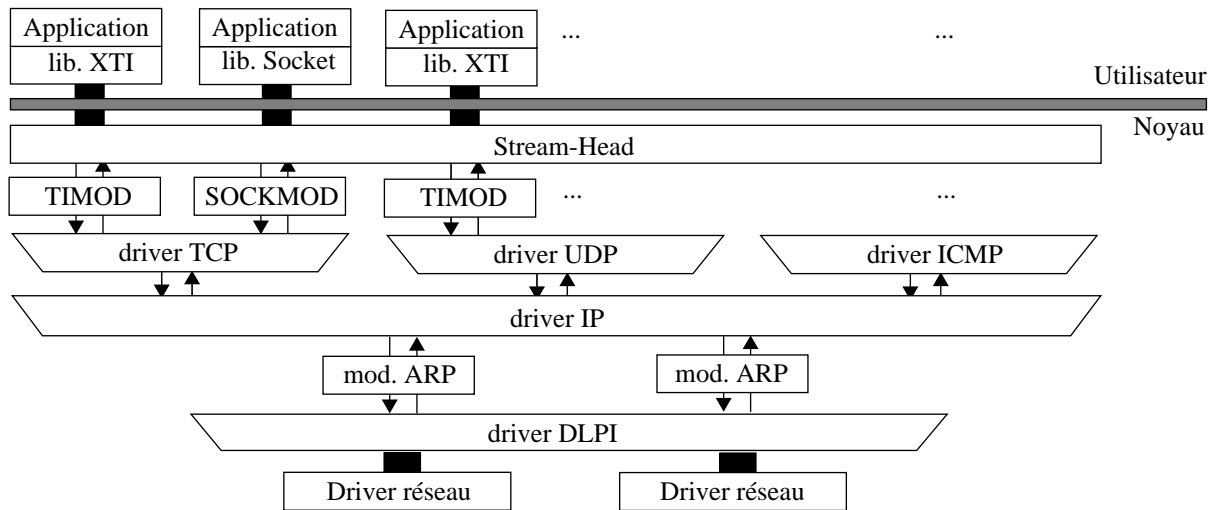 Application
Application
Application
...
...
lib. XTI
lib. Socket
lib. XTI
Utilisateur
Noyau
Stream-Head
TIMOD
SOCKMOD
TIMOD
...
...
driver TCP
driver UDP
driver ICMP
driver IP
mod. ARP
mod. ARP
driver DLPI
Driver réseau
Driver réseau